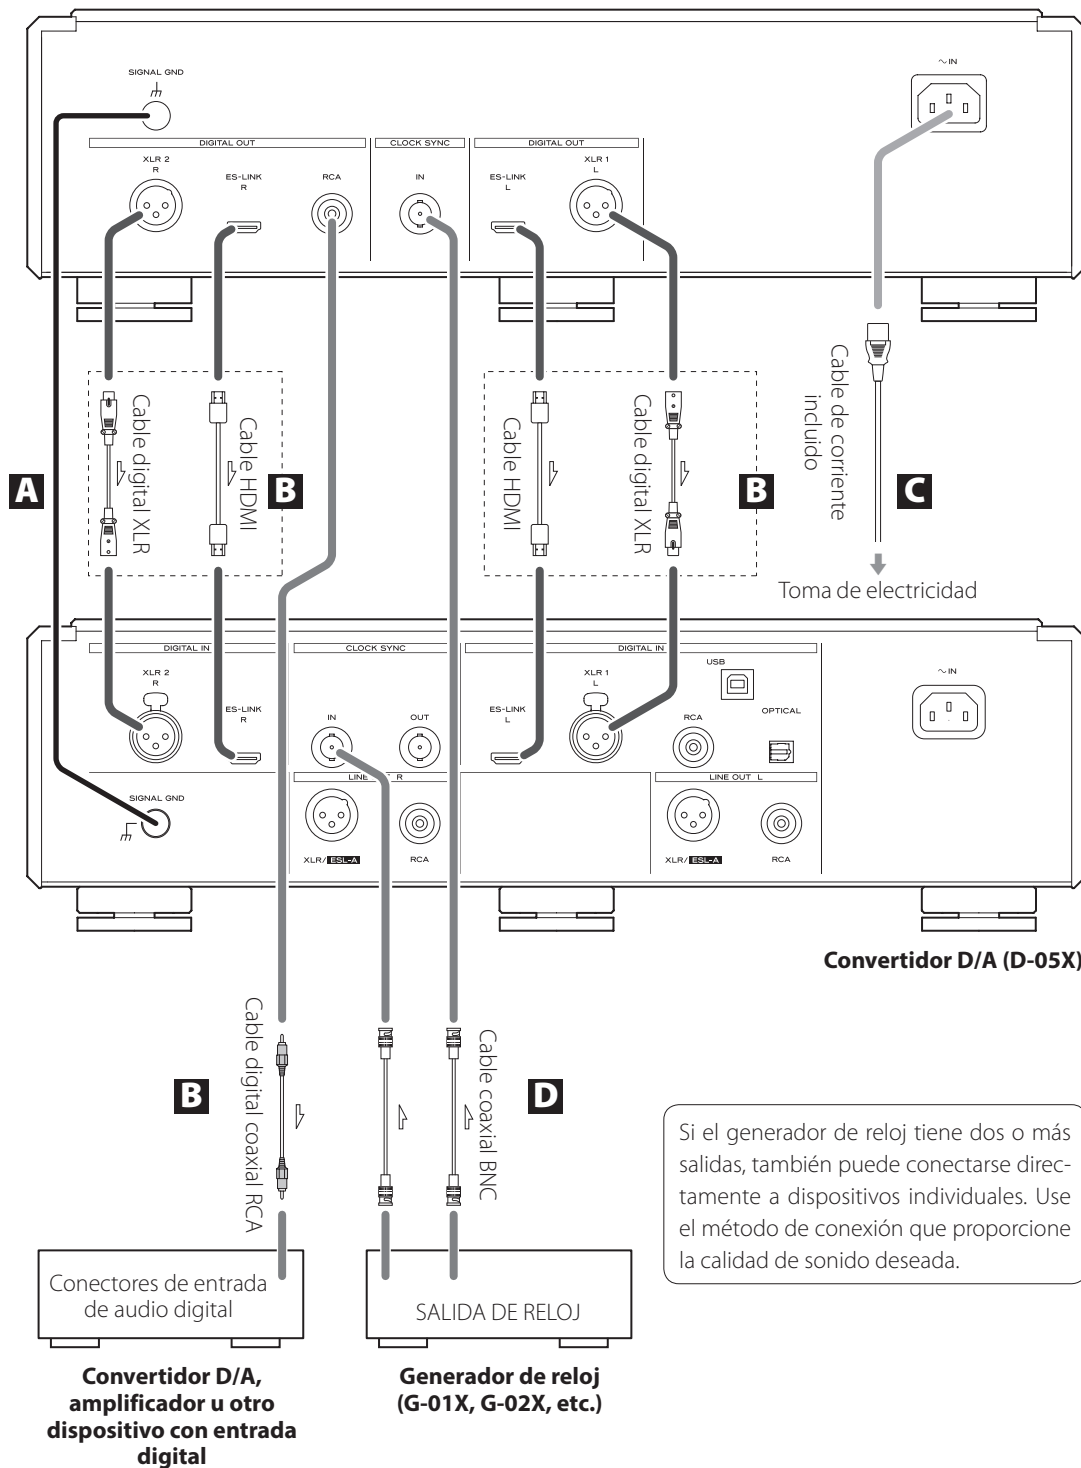 SIGNAL GND
∼ IN
DIGITAL OUT
CLOCK SYNC
DIGITAL OUT
XLR 2
R
ES-LINK
R
RCA
IN
ES-LINK
L
XLR 1
L
A
Cable digital XLR
Cable HDMI
B
Cable HDMI
Cable digital XLR
B
Cable de corriente
incluido
C
Toma de electricidad
DIGITAL IN
CLOCK SYNC
DIGITAL IN
XLR 2
R
ES-LINK
R
IN
OUT
ES-LINK
L
XLR 1
L
USB
RCA
OPTICAL
∼ IN
SIGNAL GND
LINE R
XLR/ ESL-A
RCA
LINE OUT L
XLR/ ESL-A
RCA
Convertidor D/A (D-05X)
B
Cable digital coaxial RCA
Cable coaxial BNC
D
Si el generador de reloj tiene dos o más
salidas, también puede conectarse direc-
tamente a dispositivos individuales. Use
el método de conexión que proporcione
la calidad de sonido deseada.
Conectores de entrada
de audio digital
SALIDA DE RELOJ
Convertidor D/A,
amplificador u otro
dispositivo con entrada
digital
Generador de reloj
(G-01X, G-02X, etc.)